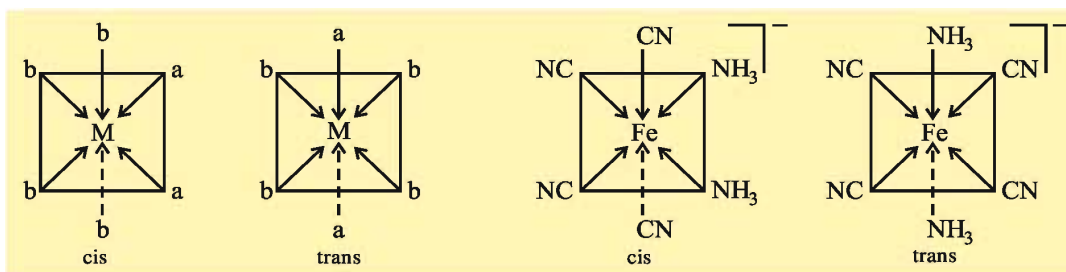 b
b a
M
b a
b
cis
a
b b
M
b b
a
trans
CN
NC NH₃
Fe
NC NH₃
CN
cis
–
NH₃
NC CN
Fe
NC CN
NH₃
trans
–